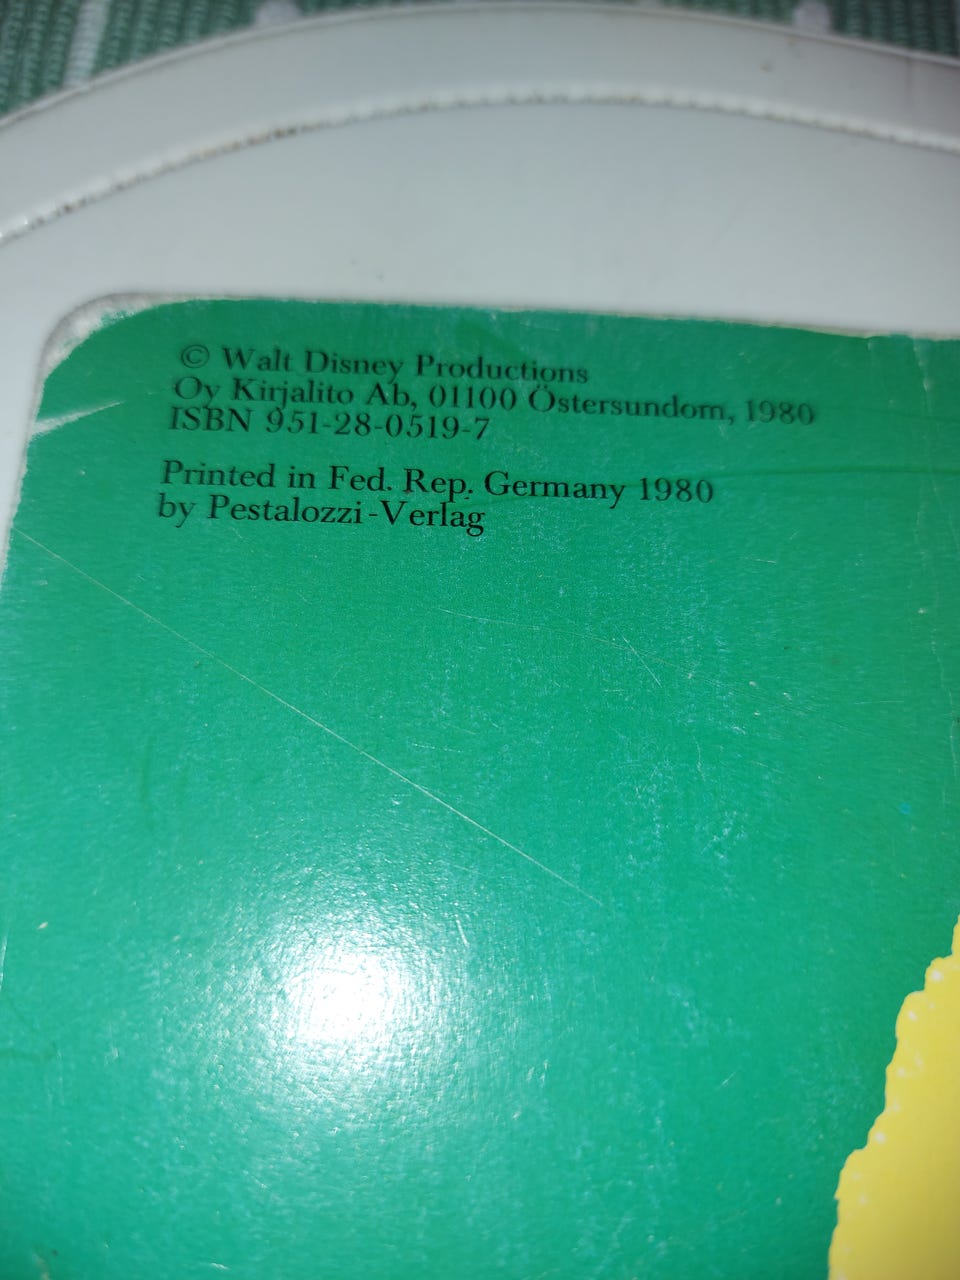 © Walt Disney Productions
Oy Kirjalito Ab, 01100 Östersundom, 1980
ISBN 951-28-0519-7
Printed in Fed. Rep. Germany 1980
by Pestalozzi-Verlag